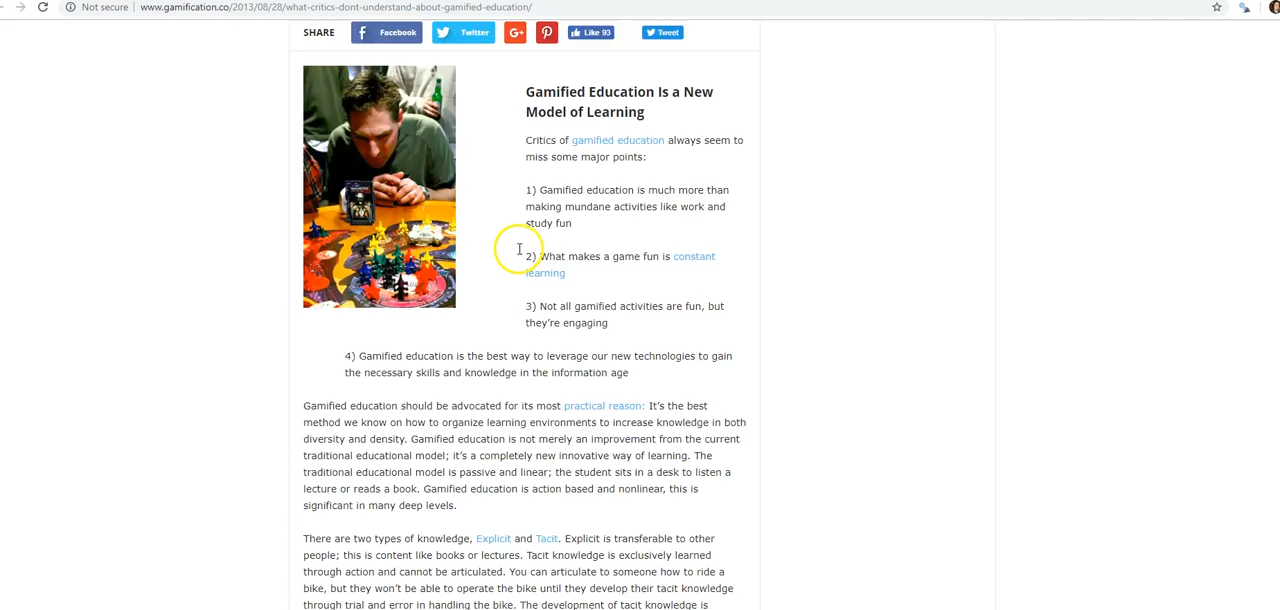 Not secure
www.gamification.co/2013/08/28/what-critics-dont-understand-about-gamified-education/
SHARE
Facebook
Twitter
G+
Like 93
Tweet
Gamified Education Is a New
Model of Learning
Critics of gamified education always seem to
miss some major points:
1) Gamified education is much more than
making mundane activities like work and
study fun
2) What makes a game fun is constant
learning
3) Not all gamified activities are fun, but
they’re engaging
4) Gamified education is the best way to leverage our new technologies to gain
the necessary skills and knowledge in the information age
Gamified education should be advocated for its most practical reason: It’s the best
method we know on how to organize learning environments to increase knowledge in both
diversity and density. Gamified education is not merely an improvement from the current
traditional educational model; it’s a completely new innovative way of learning. The
traditional educational model is passive and linear; the student sits in a desk to listen a
lecture or reads a book. Gamified education is action based and nonlinear, this is
significant in many deep levels.
There are two types of knowledge, Explicit and Tacit. Explicit is transferable to other
people; this is content like books or lectures. Tacit knowledge is exclusively learned
through action and cannot be articulated. You can articulate to someone how to ride a
bike, but they won’t be able to operate the bike until they develop their tacit knowledge
through trial and error in handling the bike. The development of tacit knowledge is